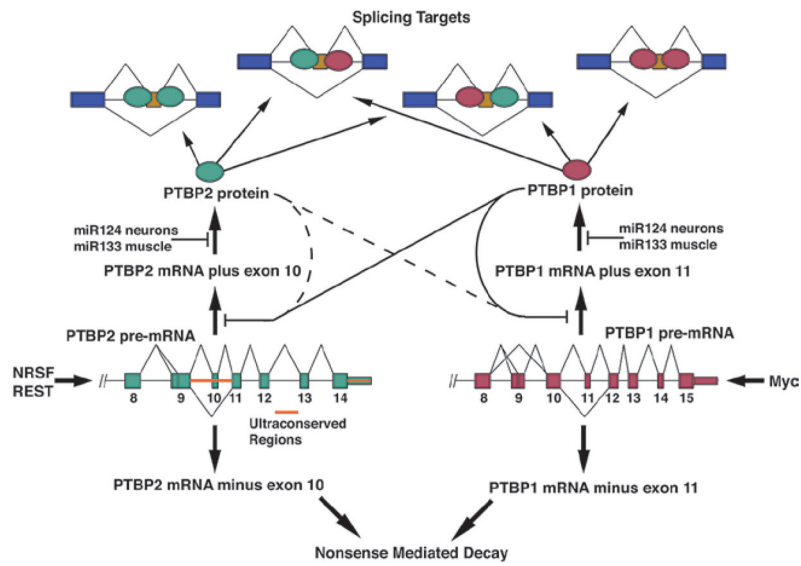 Splicing Targets
PTBP2 protein
PTBP1 protein
miR124 neurons
miR133 muscle
miR124 neurons
miR133 muscle
PTBP2 mRNA plus exon 10
PTBP1 mRNA plus exon 11
PTBP2 pre-mRNA
PTBP1 pre-mRNA
NRSF
REST
//
8 9 10 11 12 13 14
//
8 9 10 11 12 13 14 15
Myc
Ultraconserved
Regions
PTBP2 mRNA minus exon 10
PTBP1 mRNA minus exon 11
Nonsense Mediated Decay